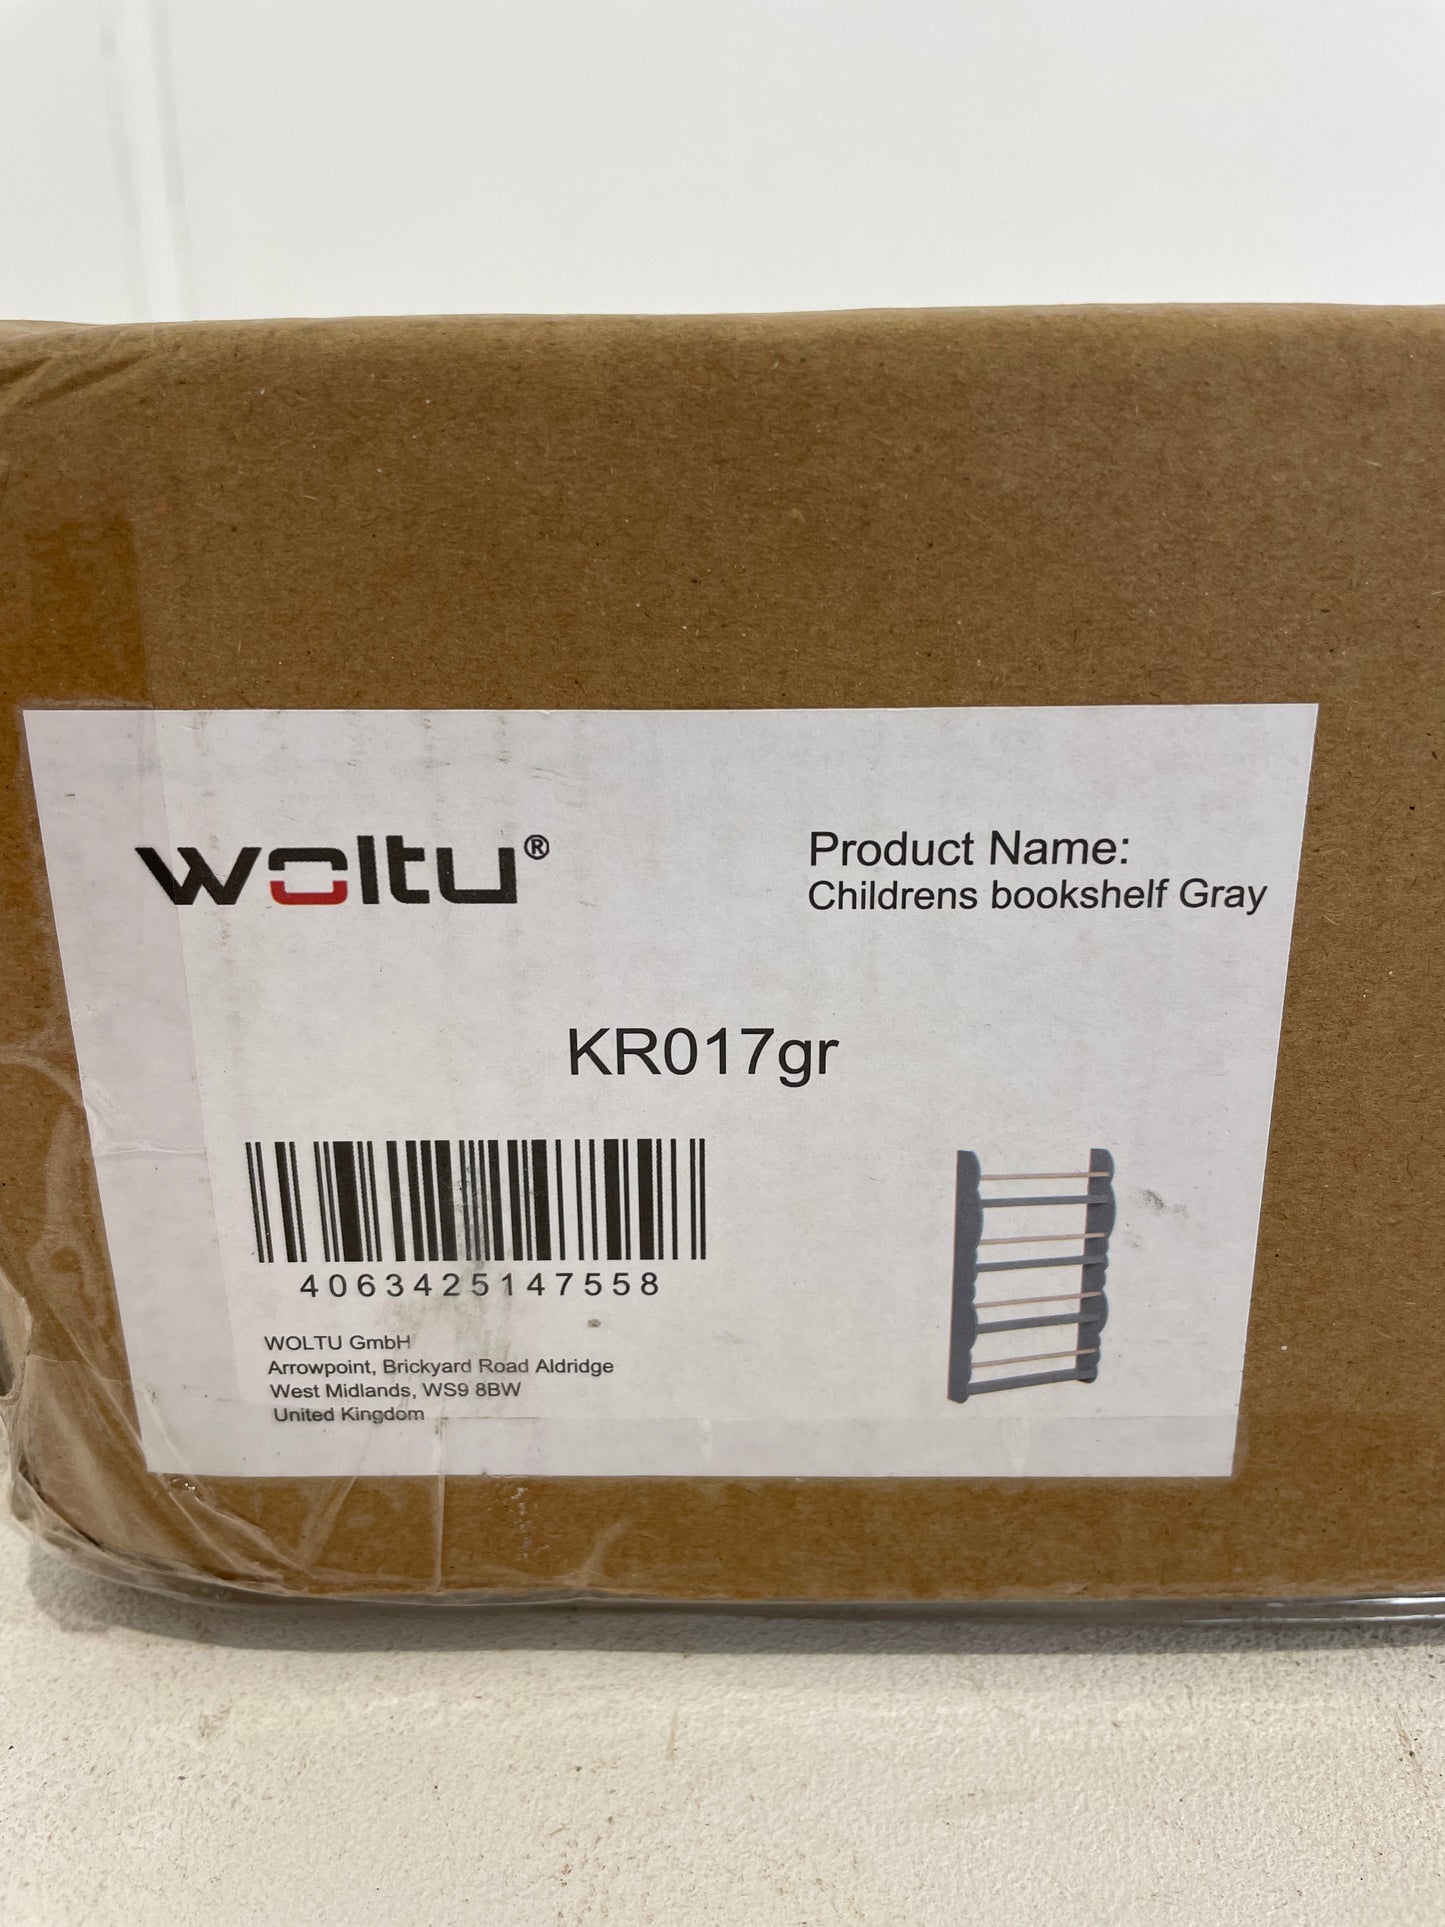 woltu®
Product Name:
Childrens bookshelf Gray
KR017gr
4063425147558
WOLTU GmbH
Arrowpoint, Brickyard Road Aldridge
West Midlands, WS9 8BW
United Kingdom